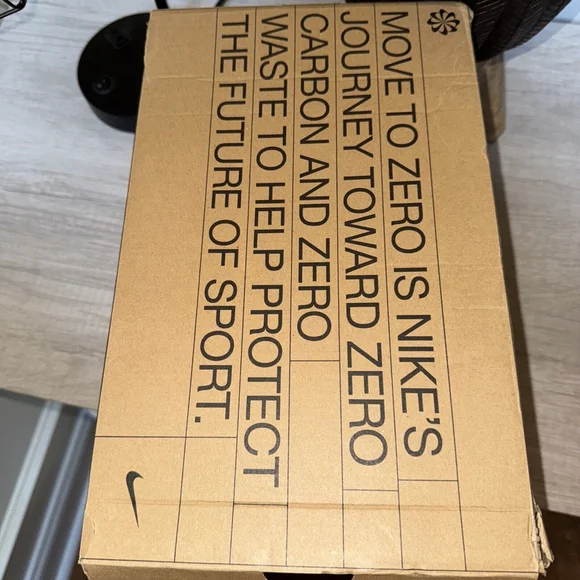 MOVE TO ZERO IS NIKE'S
JOURNEY TOWARD ZERO
CARBON AND ZERO
WASTE TO HELP PROTECT
THE FUTURE OF SPORT.